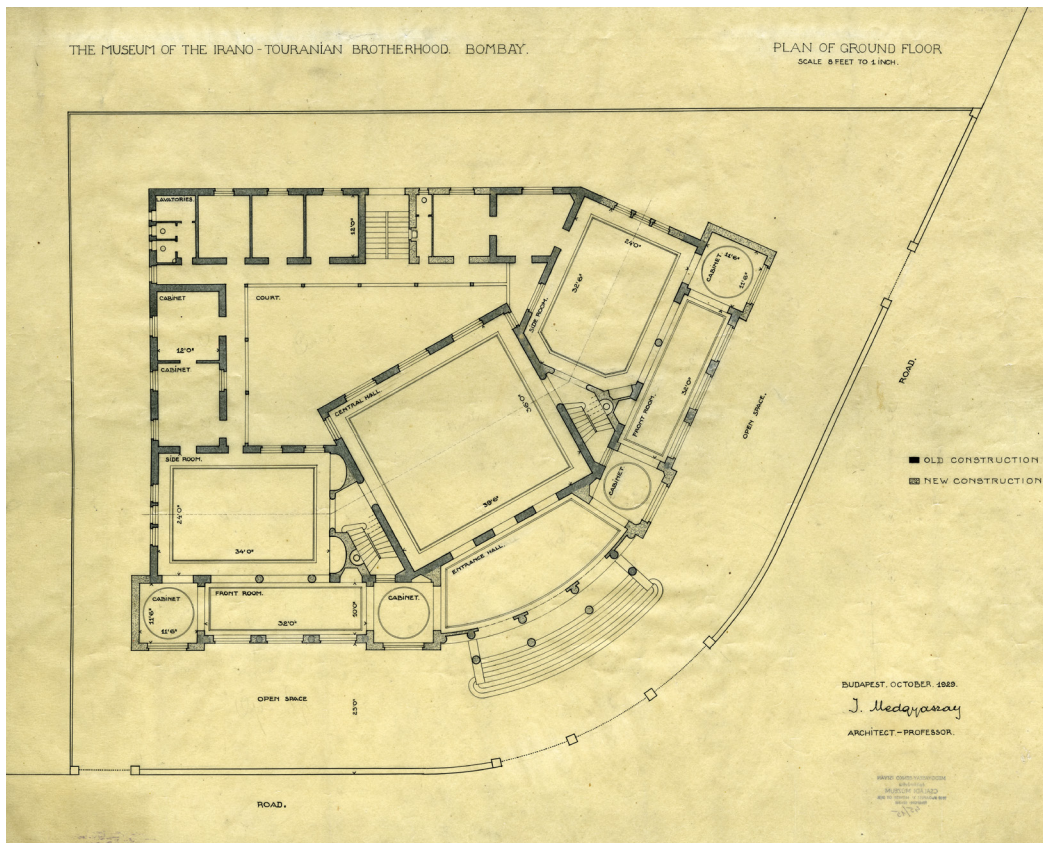 THE MUSEUM OF THE IRANO-TOURANIAN BROTHERHOOD. BOMBAY.
PLAN OF GROUND FLOOR
SCALE 8 FEET TO 1 INCH.
LAVATORIES.
12'0"
24'0"
CABINET.
11'6"
11'6"
32'6"
SIDE ROOM.
CABINET
COURT.
12'0"
CABINET.
CENTRAL HALL.
36'0"
32'0"
FRONT ROOM.
OPEN SPACE.
ROAD.
SIDE ROOM.
24'0"
34'0"
39'6"
CABINET
OLD CONSTRUCTION
NEW CONSTRUCTION
ENTRANCE HALL.
CABINET
11'6"
11'6"
FRONT ROOM.
32'0"
10'0"
CABINET.
OPEN SPACE
25'0"
BUDAPEST. OCTOBER. 1929.
I. Medgyaszay
ARCHITECT.-PROFESSOR.
ROAD.